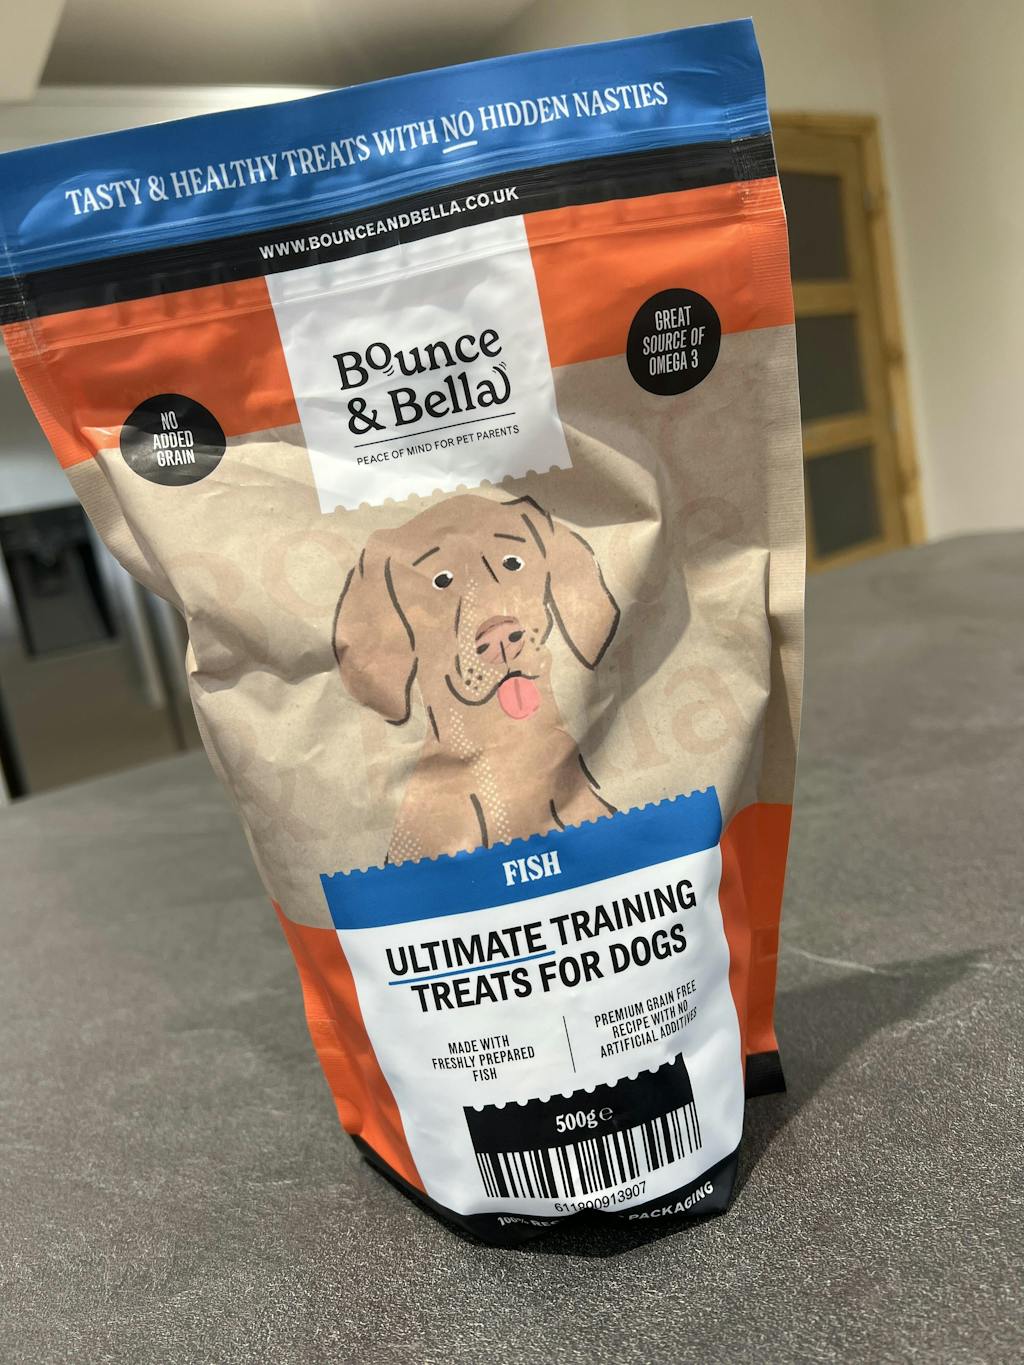 TASTY & HEALTHY TREATS WITH NO HIDDEN NASTIES
WWW.BOUNCEANDBELLA.CO.UK
Bounce
& Bella
PEACE OF MIND FOR PET PARENTS
GREAT
SOURCE OF
OMEGA 3
NO
ADDED
GRAIN
FISH
ULTIMATE TRAINING
TREATS FOR DOGS
MADE WITH
FRESHLY PREPARED
FISH
PREMIUM GRAIN FREE
RECIPE WITH NO
ARTIFICIAL ADDITIVES
500g e
611800913907
100% PACKAGING